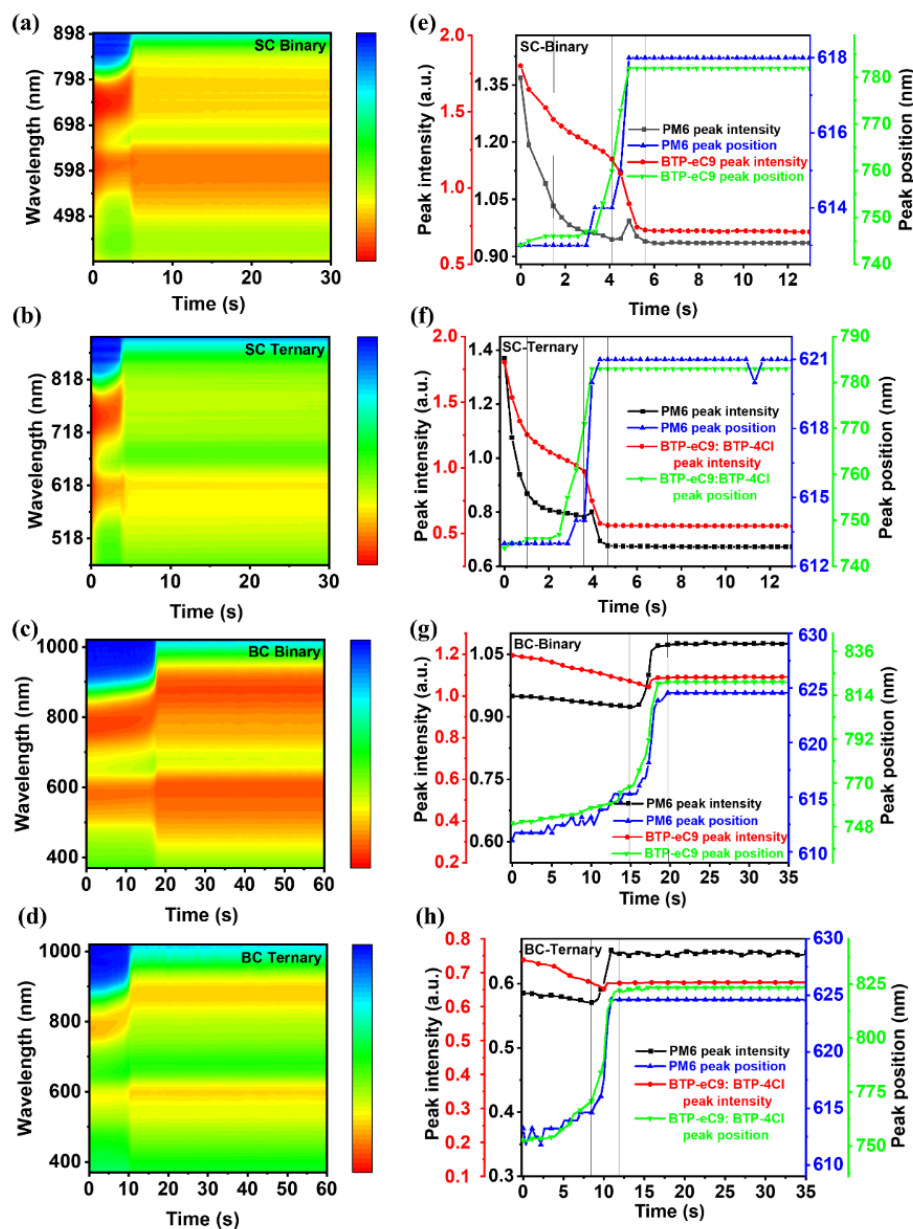 (a)
SC Binary
Wavelength (nm)
898
798
698
598
498
0 10 20 30
Time (s)
(e)
SC-Binary
Peak intensity (a.u.)
2.0
1.5
1.0
0.5
1.35
1.20
1.05
0.90
PM6 peak intensity
PM6 peak position
BTP-eC9 peak intensity
BTP-eC9 peak position
0 2 4 6 8 10 12
Time (s)
618
616
614
780
770
760
750
740
Peak position (nm)
(b)
SC Ternary
Wavelength (nm)
818
718
618
518
0 10 20 30
Time (s)
(f)
SC-Ternary
Peak intensity (a.u.)
2.0
1.5
1.0
0.5
1.4
1.2
1.0
0.8
0.6
PM6 peak intensity
PM6 peak position
BTP-eC9: BTP-4Cl
peak intensity
BTP-eC9:BTP-4Cl
peak position
0 2 4 6 8 10 12
Time (s)
621
618
615
612
790
780
770
760
750
740
Peak position (nm)
(c)
BC Binary
Wavelength (nm)
1000
800
600
400
0 10 20 30 40 50 60
Time (s)
(g)
BC-Binary
Peak intensity (a.u.)
1.2
1.0
0.8
0.6
0.4
0.2
1.05
0.90
0.75
0.60
PM6 peak intensity
PM6 peak position
BTP-eC9 peak intensity
BTP-eC9 peak position
0 5 10 15 20 25 30 35
Time (s)
630
625
620
615
610
836
814
792
770
748
Peak position (nm)
(d)
BC Ternary
Wavelength (nm)
1000
800
600
400
0 10 20 30 40 50 60
Time (s)
(h)
BC-Ternary
Peak intensity (a.u.)
0.8
0.7
0.6
0.5
0.4
0.3
0.2
0.1
0.6
0.5
0.4
0.3
PM6 peak intensity
PM6 peak position
BTP-eC9: BTP-4Cl
peak intensity
BTP-eC9: BTP-4Cl
peak position
0 5 10 15 20 25 30 35
Time (s)
630
625
620
615
610
825
800
775
750
Peak position (nm)